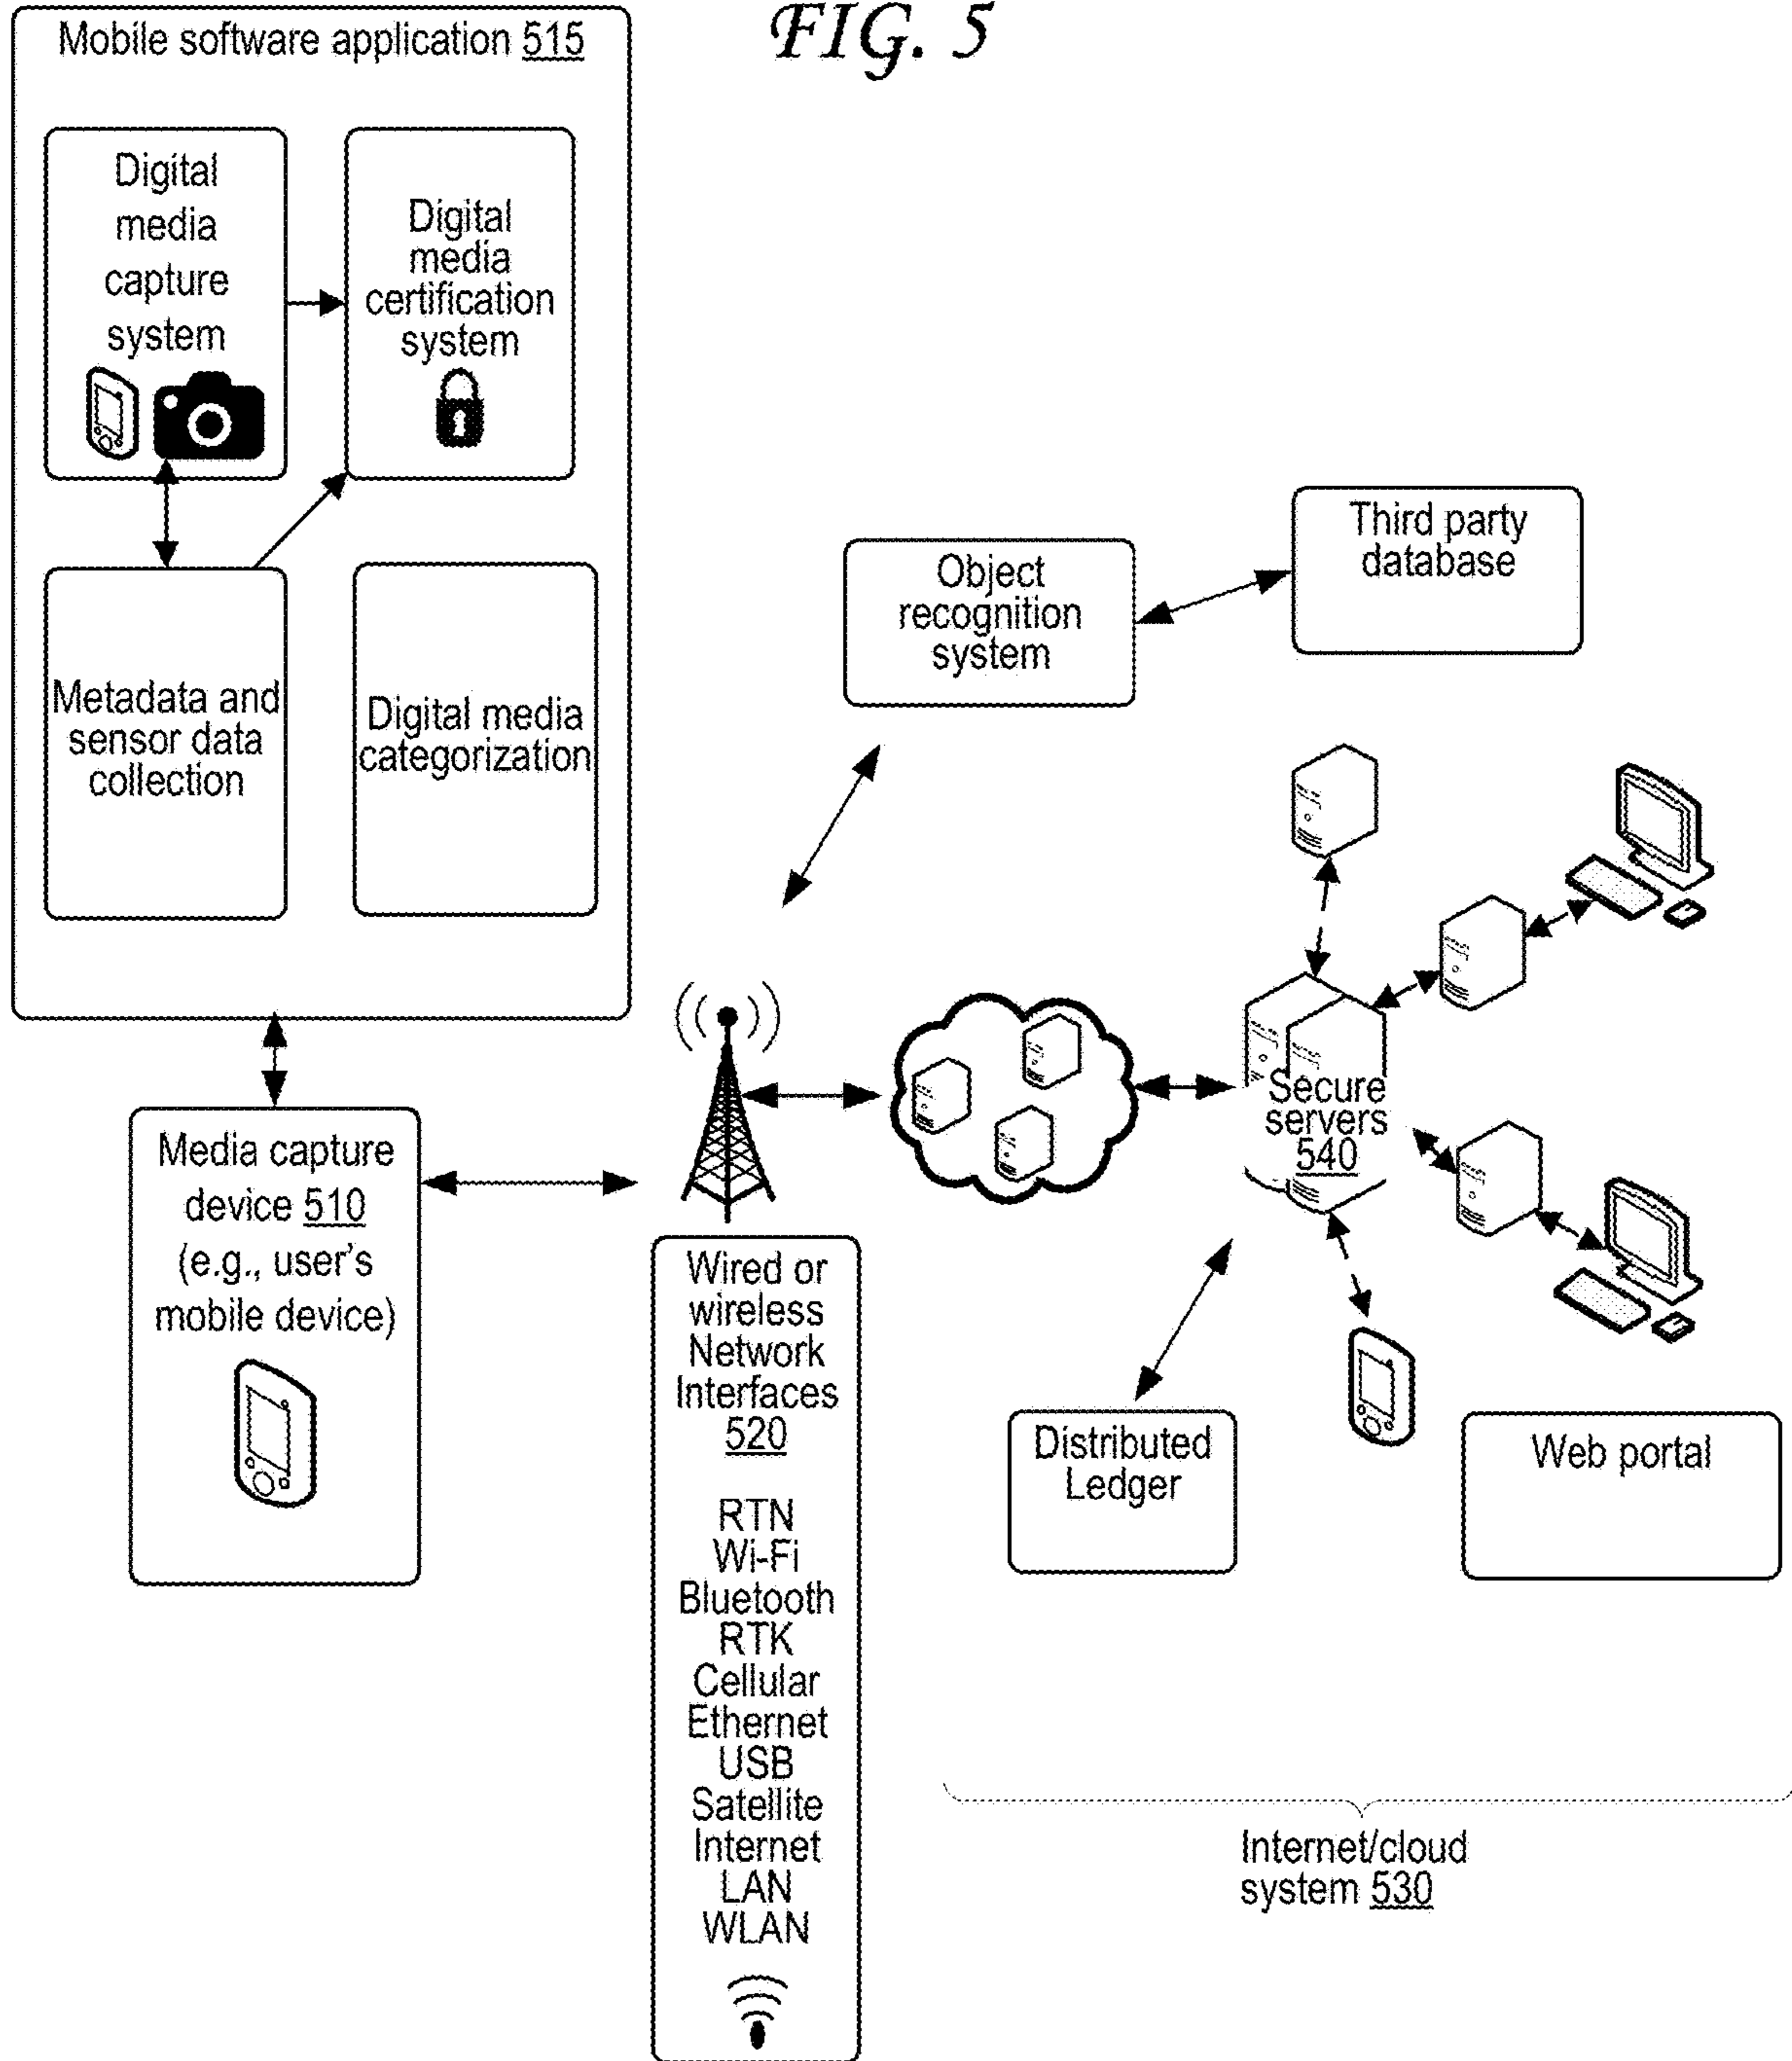 FIG. 5
Mobile software application 515
Digital
media
capture
system
Digital
media
certification
system
Metadata and
sensor data
collection
Digital media
categorization
Object
recognition
system
Third party
database
Media capture
device 510
(e.g., user's
mobile device)
Wired or
wireless
Network
Interfaces
520
RTN
Wi-Fi
Bluetooth
RTK
Cellular
Ethernet
USB
Satellite
Internet
LAN
WLAN
Secure
servers
540
Distributed
Ledger
Web portal
Internet/cloud
system 530